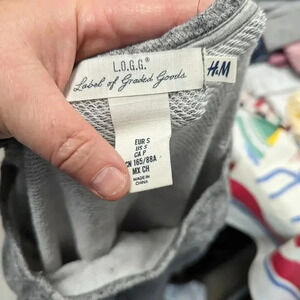 L.O.G.G.®
Label of Graded Goods
H&M
EUR S
US S
CA P
CN 165/88A
MX CH
MADE IN
CHINA